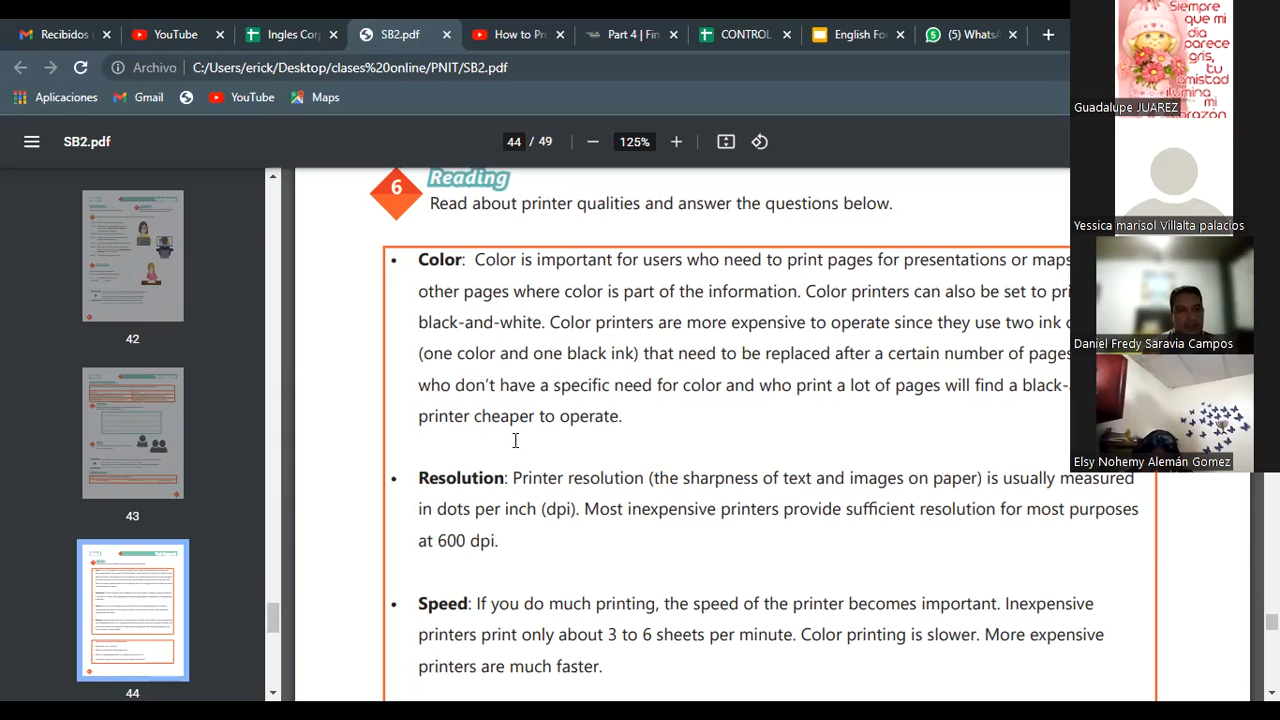 Recibidos (
YouTube
Ingles Cor
SB2.pdf
How to Pr
Part 4 | Fin
CONTROL
English Fo
(5) Whats
Archivo
C:/Users/erick/Desktop/clases%20online/PNIT/SB2.p
Aplicaciones
Gmail
YouTube
Maps
SB2.pdf
44 / 49
125%
42
43
44
6
Reading
Read about printer qualities and answer the questions below.
• Color: Color is important for users who need to print pages for presentations or maps
other pages where color is part of the information. Color printers can also be set to pri
black-and-white. Color printers are more expensive to operate since they use two ink
(one color and one black ink) that need to be replaced after a certain number of pages
who don't have a specific need for color and who print a lot of pages will find a black-
printer cheaper to operate.
• Resolution: Printer resolution (the sharpness of text and images on paper) is usually measured
in dots per inch (dpi). Most inexpensive printers provide sufficient resolution for most purposes
at 600 dpi.
• Speed: If you do much printing, the speed of the printer becomes important. Inexpensive
printers print only about 3 to 6 sheets per minute. Color printing is slower. More expensive
printers are much faster.
Siempre
que mi
dia
parece
gris,
tu
amistad
ilumina
mi
corazón
Guadalupe JUAREZ
Yessica marisol Villalta palacios
Daniel Fredy Saravia Campos
Elsy Nohemy Alemán Gomez